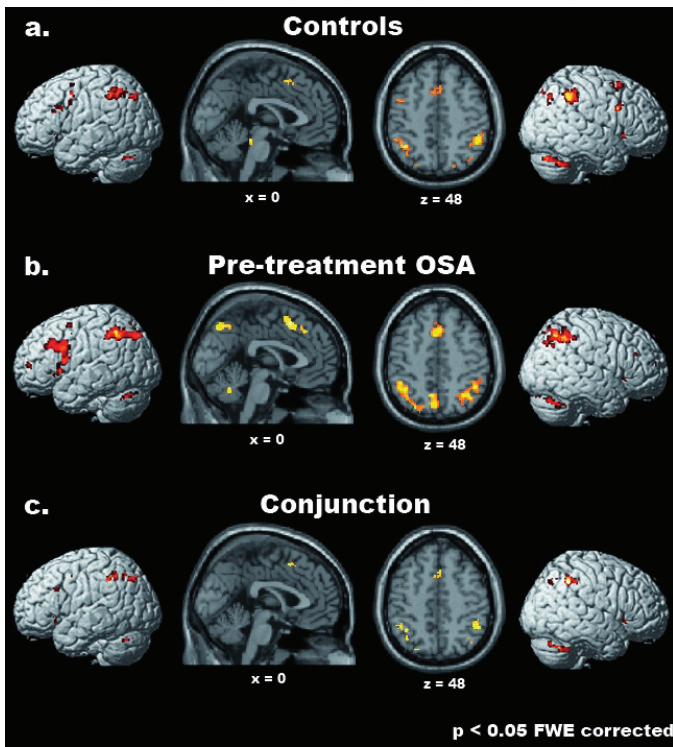 a.
Controls
x = 0
z = 48
b.
Pre-treatment OSA
x = 0
z = 48
c.
Conjunction
x = 0
z = 48
p < 0.05 FWE corrected